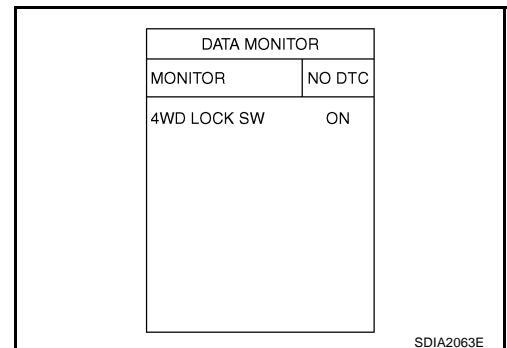 DATA MONITOR
MONITOR NO DTC
4WD LOCK SW ON
SDIA2063E